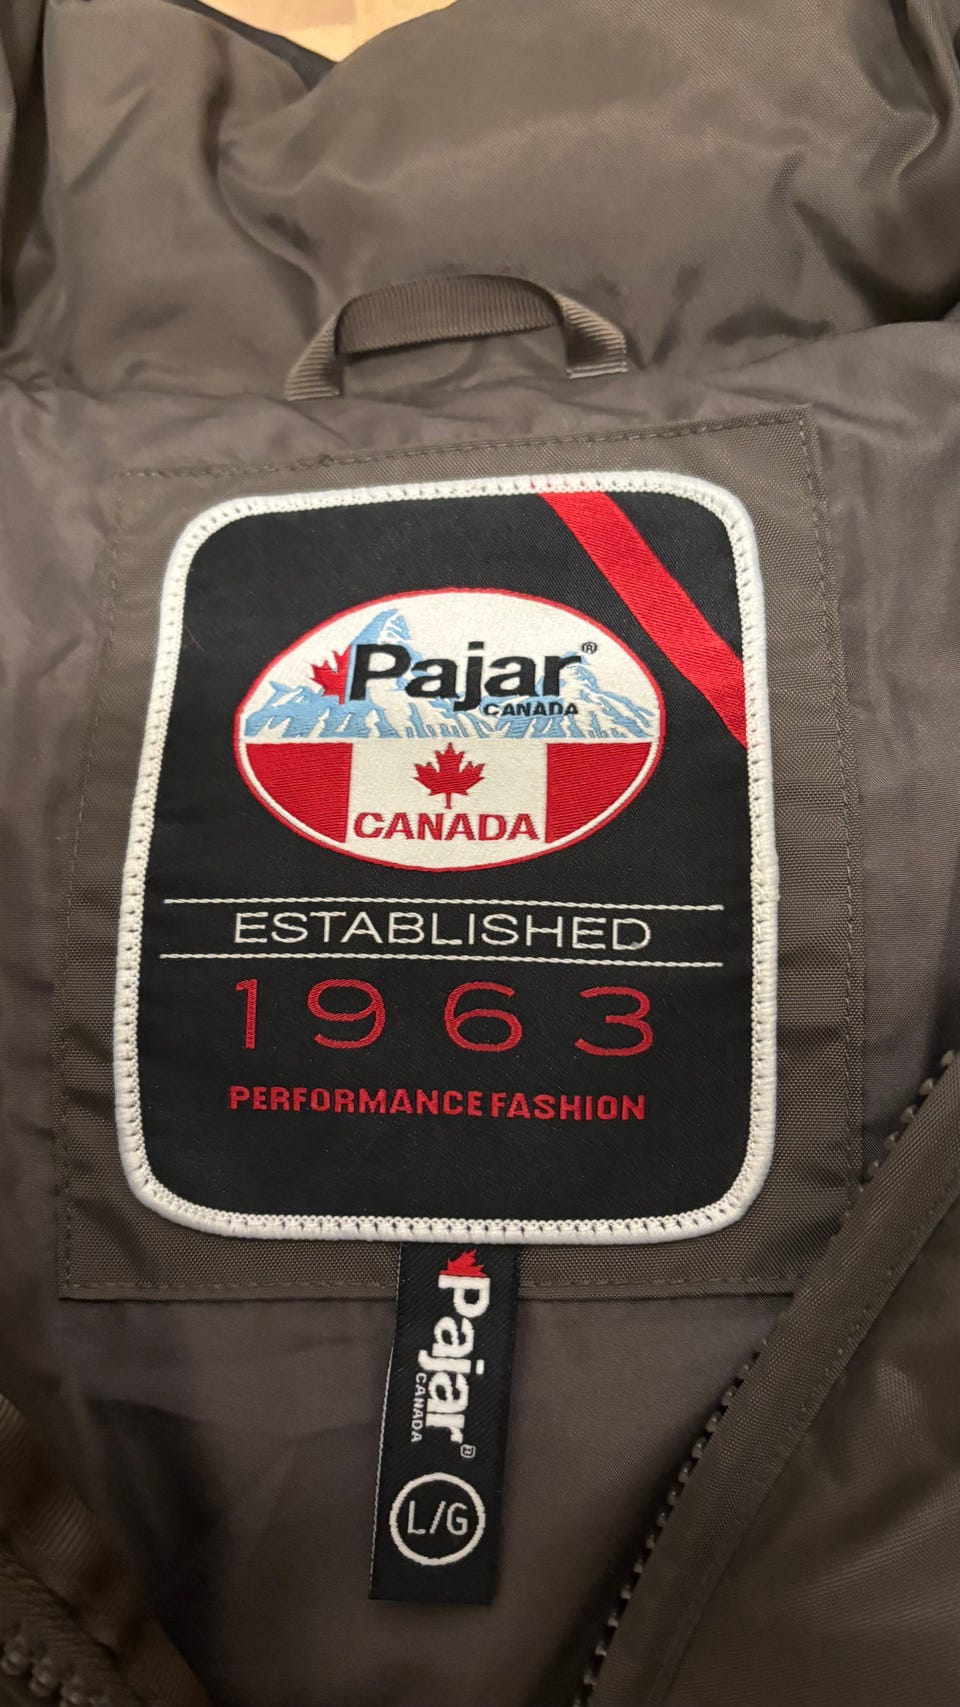 Pajar®
CANADA
CANADA
ESTABLISHED
1963
PERFORMANCE FASHION
Pajar®
CANADA
L/G